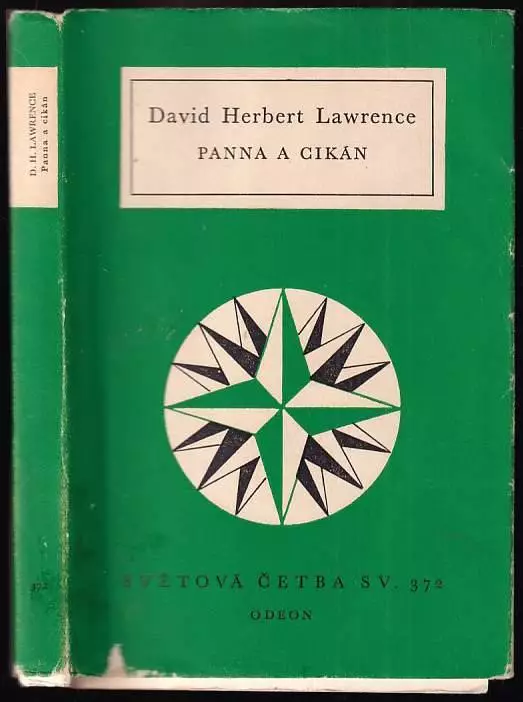 D. H. LAWRENCE
Panna a cikán
372
David Herbert Lawrence
PANNA A CIKÁN
SVĚTOVÁ ČETBA SV. 372
ODEON